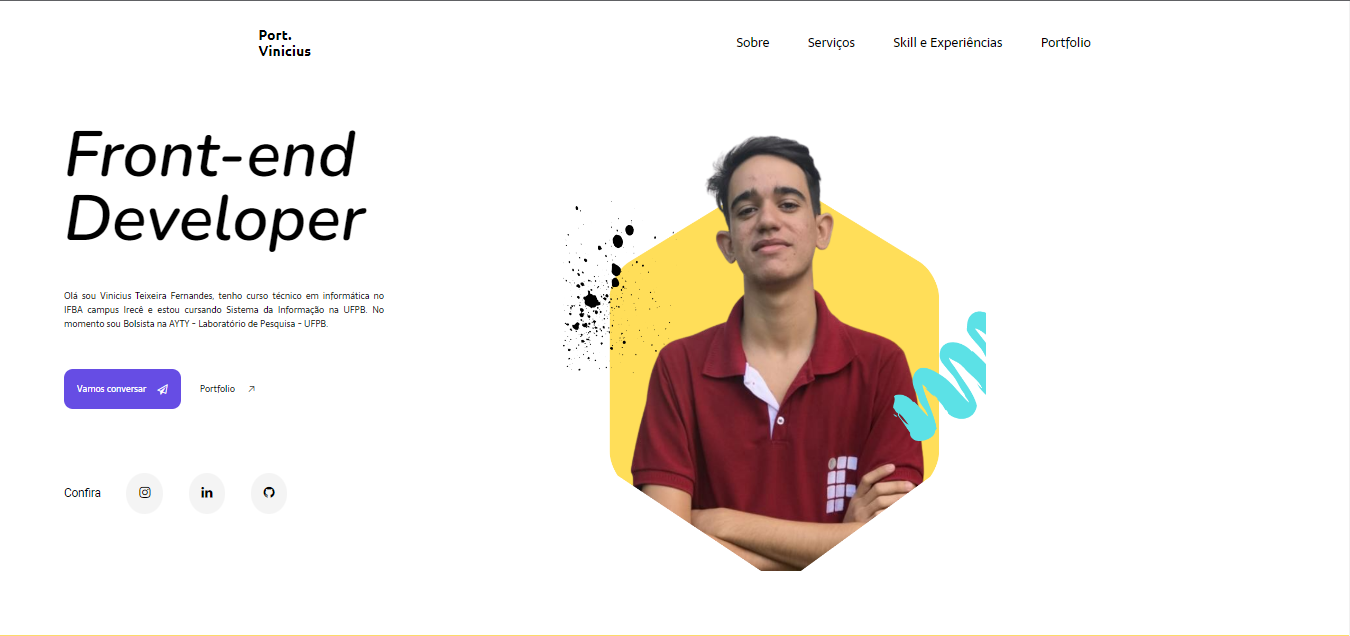 Port.
Vinicius
Sobre
Serviços
Skill e Experiências
Portfolio
Front-end
Developer
Olá sou Vinicius Teixeira Fernandes, tenho curso técnico em informática no
IFBA campus Irecê e estou cursando Sistema da Informação na UFPB. No
momento sou Bolsista na AYTY - Laboratório de Pesquisa - UFPB.
Vamos conversar
Portfolio
Confira
in